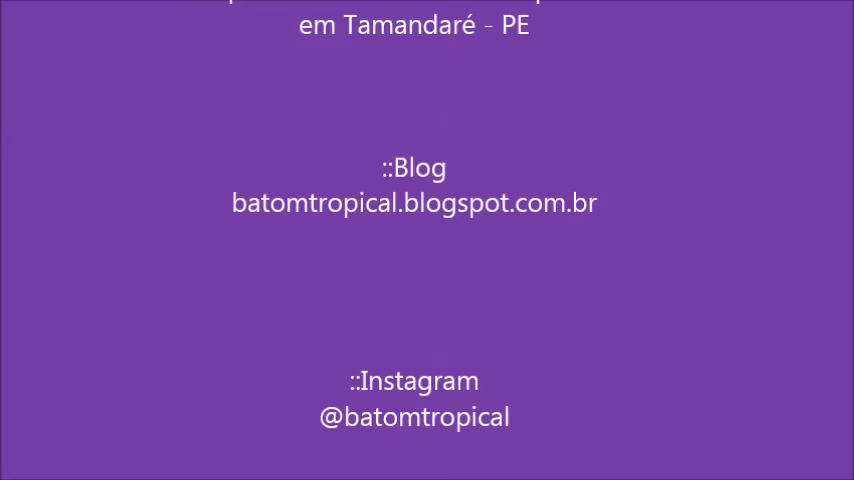 em Tamandaré - PE
::Blog
batomtropical.blogspot.com.br
::Instagram
@batomtropical